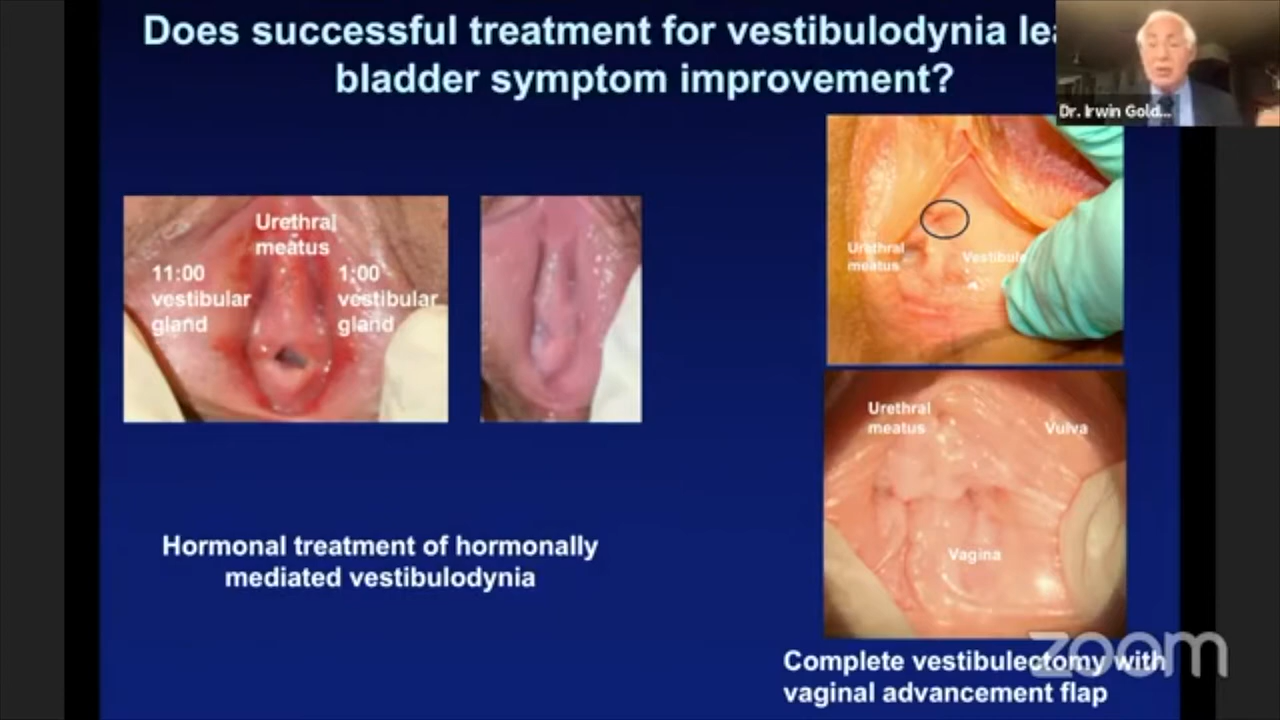 Does successful treatment for vestibulodynia
bladder symptom improvement?
Dr. Irwin Gold...
Urethral
meatus
11:00
vestibular
gland
1:00
vestibular
gland
Urethral
meatus
Vestibule
Urethral
meatus
Vulva
Vagina
Hormonal treatment of hormonally
mediated vestibulodynia
Complete vestibulectomy with
vaginal advancement flap
zoom